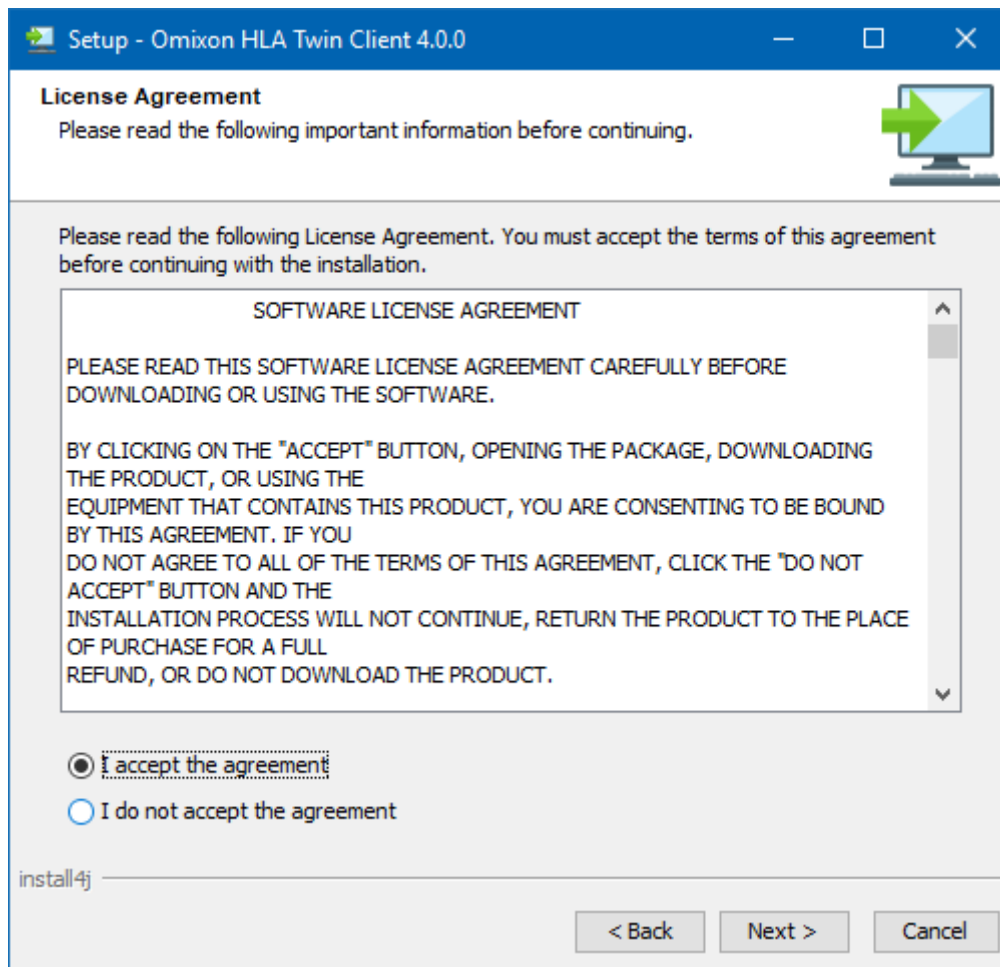 Setup - Omixon HLA Twin Client 4.0.0
License Agreement
Please read the following important information before continuing.
Please read the following License Agreement. You must accept the terms of this agreement
before continuing with the installation.
SOFTWARE LICENSE AGREEMENT
PLEASE READ THIS SOFTWARE LICENSE AGREEMENT CAREFULLY BEFORE
DOWNLOADING OR USING THE SOFTWARE.
BY CLICKING ON THE "ACCEPT" BUTTON, OPENING THE PACKAGE, DOWNLOADING
THE PRODUCT, OR USING THE
EQUIPMENT THAT CONTAINS THIS PRODUCT, YOU ARE CONSENTING TO BE BOUND
BY THIS AGREEMENT. IF YOU
DO NOT AGREE TO ALL OF THE TERMS OF THIS AGREEMENT, CLICK THE "DO NOT
ACCEPT" BUTTON AND THE
INSTALLATION PROCESS WILL NOT CONTINUE, RETURN THE PRODUCT TO THE PLACE
OF PURCHASE FOR A FULL
REFUND, OR DO NOT DOWNLOAD THE PRODUCT.
I accept the agreement
I do not accept the agreement
install4j
< Back
Next >
Cancel